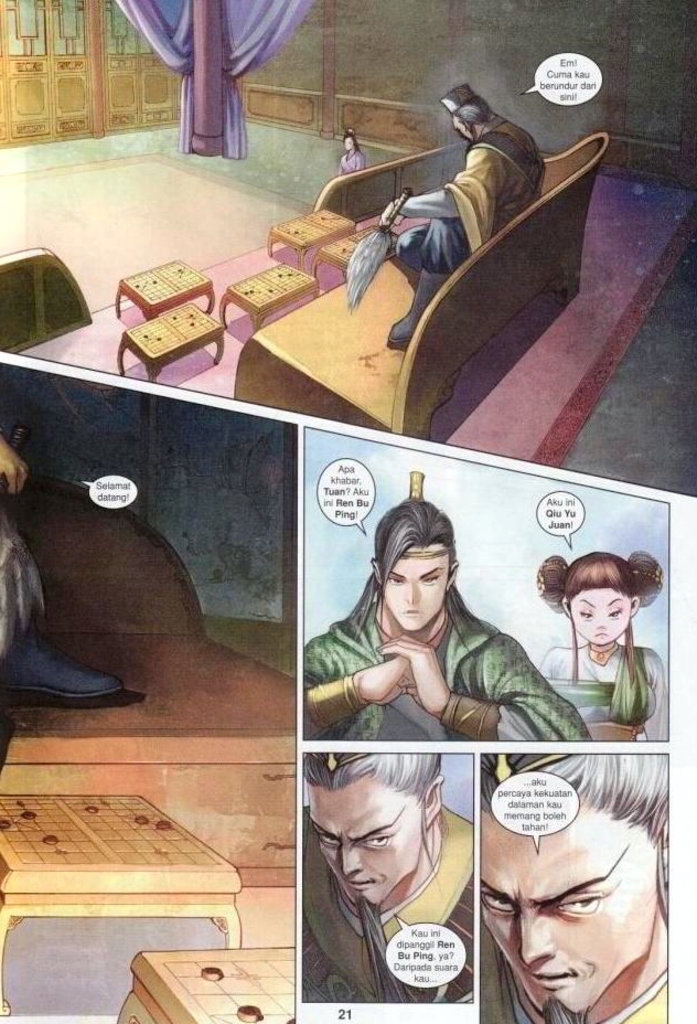 Em!
Cuma kau
berundur dari
sini!
Selamat
datang!
Apa
khabar,
Tuan? Aku
ini Ren Bu
Ping!
Aku ini
Qiu Yu
Juan!
Kau ini
dipanggil Ren
Bu Ping, ya?
Daripada suara
kau...
...aku
percaya kekuatan
dalaman kau
memang boleh
tahan!
21